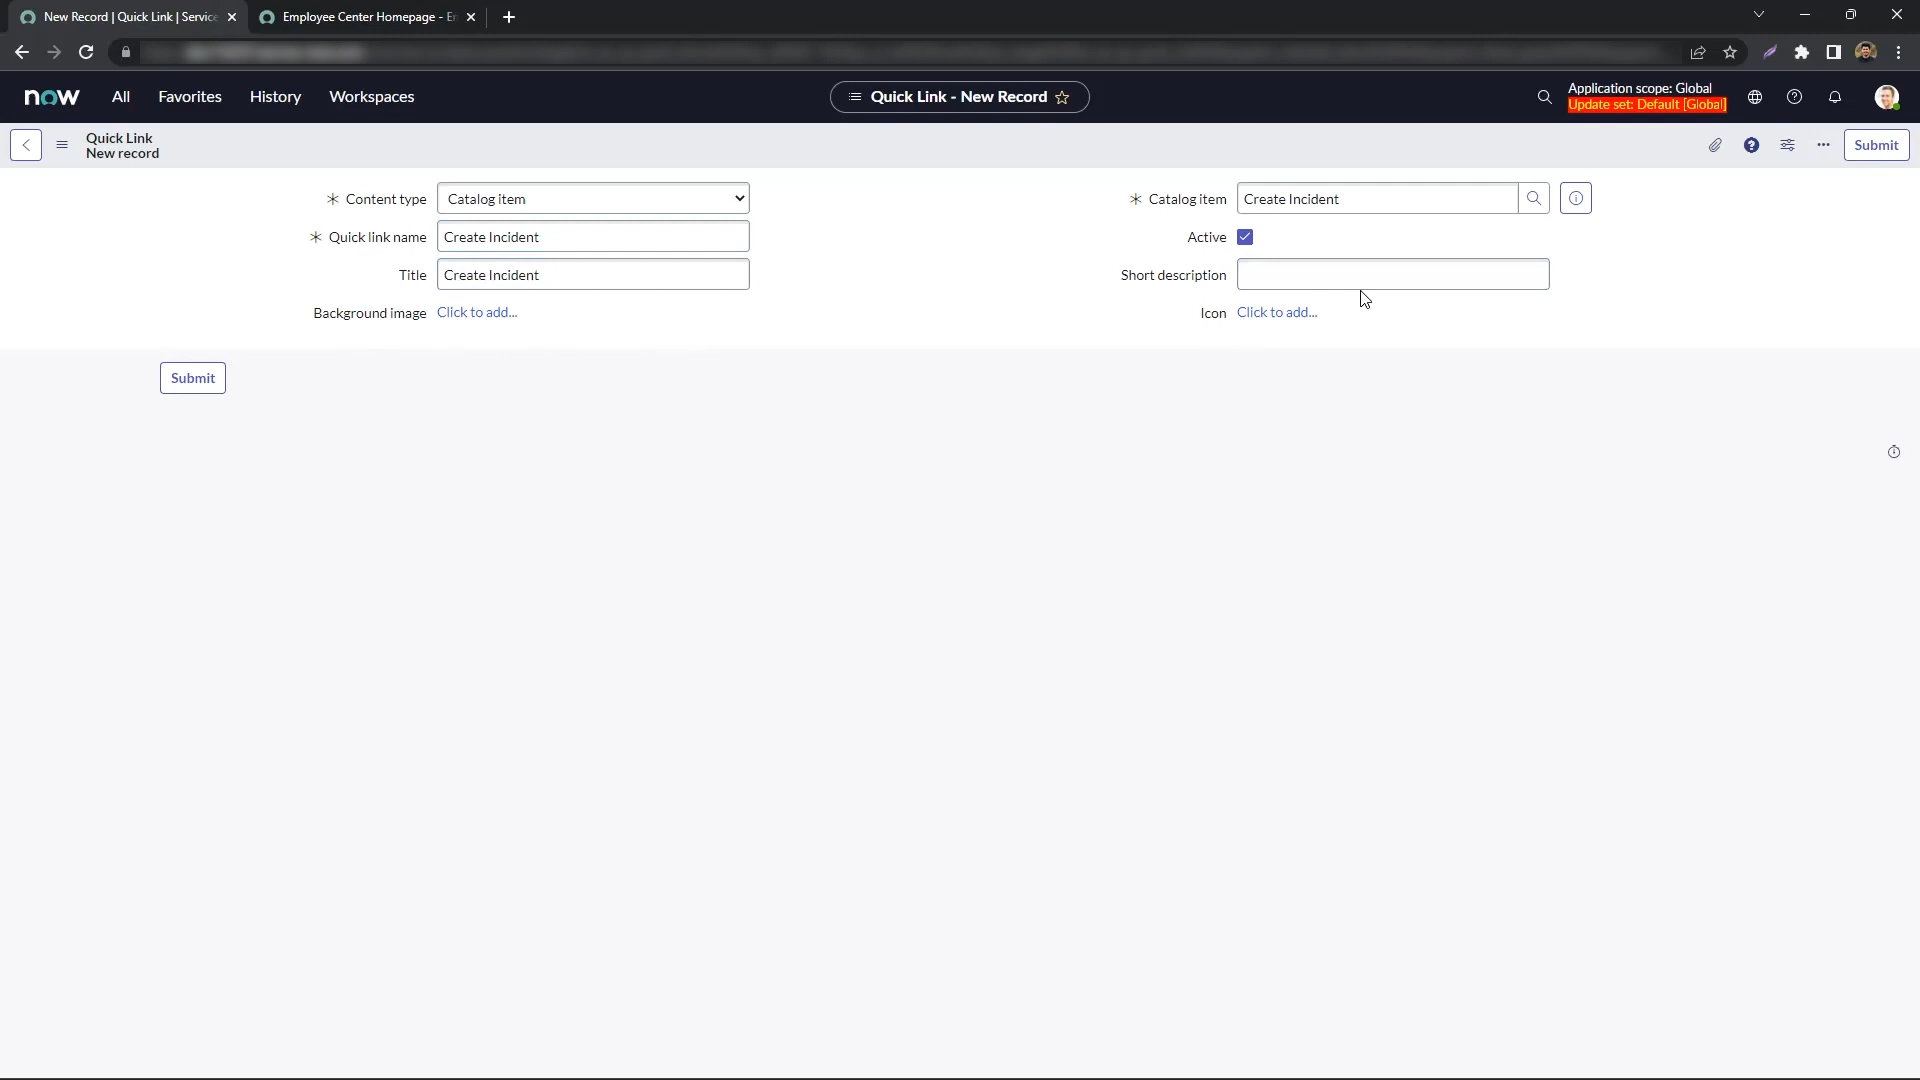 New Record | Quick Link | Service
Employee Center Homepage - E
now
All
Favorites
History
Workspaces
Quick Link - New Record
Application scope: Global
Update set: Default [Global]
Quick Link
New record
Submit
Content type
Catalog item
Catalog item
Create Incident
Quick link name
Create Incident
Active
Title
Create Incident
Short description
Background image
Click to add...
Icon
Click to add...
Submit